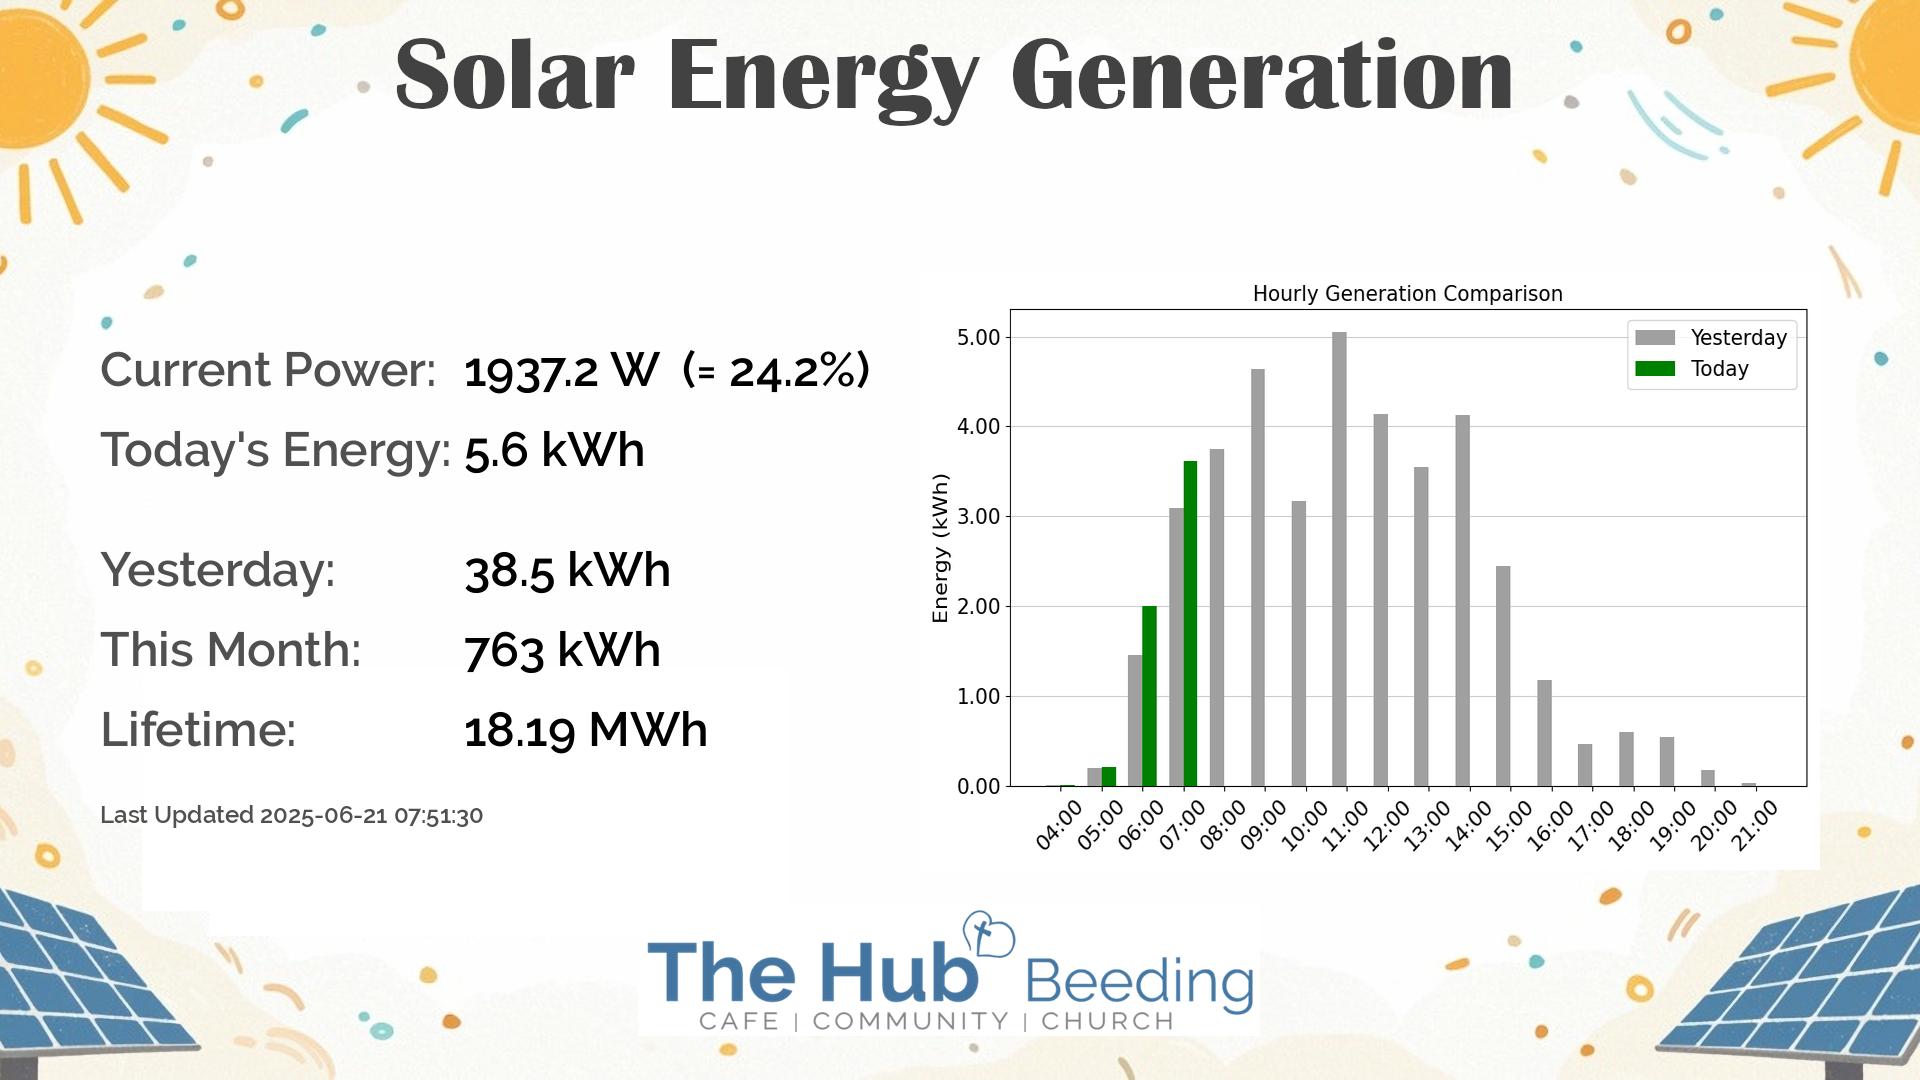 Solar Energy Generation
Current Power: 1937.2 W (= 24.2%)
Today's Energy: 5.6 kWh
Yesterday: 38.5 kWh
This Month: 763 kWh
Lifetime: 18.19 MWh
Last Updated 2025-06-21 07:51:30
Hourly Generation Comparison
Yesterday
Today
Energy (kWh)
5.00
4.00
3.00
2.00
1.00
0.00
04:00 05:00 06:00 07:00 08:00 09:00 10:00 11:00 12:00 13:00 14:00 15:00 16:00 17:00 18:00 19:00 20:00 21:00
The Hub Beeding
CAFE | COMMUNITY | CHURCH